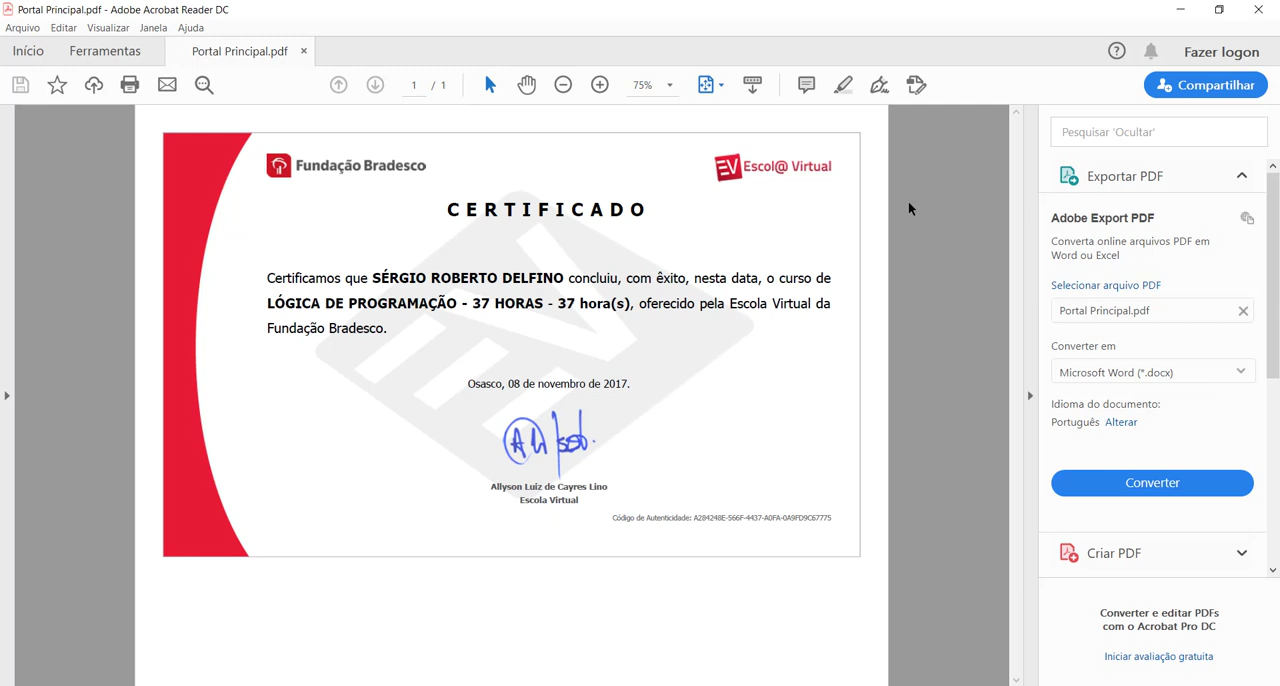 Portal Principal.pdf - Adobe Acrobat Reader DC
Arquivo Editar Visualizar Janela Ajuda
Início Ferramentas Portal Principal.pdf × Fazer logon
1 / 1 75% Compartilhar
Pesquisar 'Ocultar'
Fundação Bradesco
EV Escol@ Virtual
CERTIFICADO
Certificamos que SÉRGIO ROBERTO DELFINO concluiu, com êxito, nesta data, o curso de
LÓGICA DE PROGRAMAÇÃO - 37 HORAS - 37 hora(s), oferecido pela Escola Virtual da
Fundação Bradesco.
Osasco, 08 de novembro de 2017.
Allyson Luiz de Cayres Lino
Escola Virtual
Código de Autenticidade: A284248E-566F-4437-A0FA-0A9FD9C67775
Exportar PDF
Adobe Export PDF
Converta online arquivos PDF em
Word ou Excel
Selecionar arquivo PDF
Portal Principal.pdf
Converter em
Microsoft Word (*.docx)
Idioma do documento:
Português Alterar
Converter
Criar PDF
Converter e editar PDFs
com o Acrobat Pro DC
Iniciar avaliação gratuita